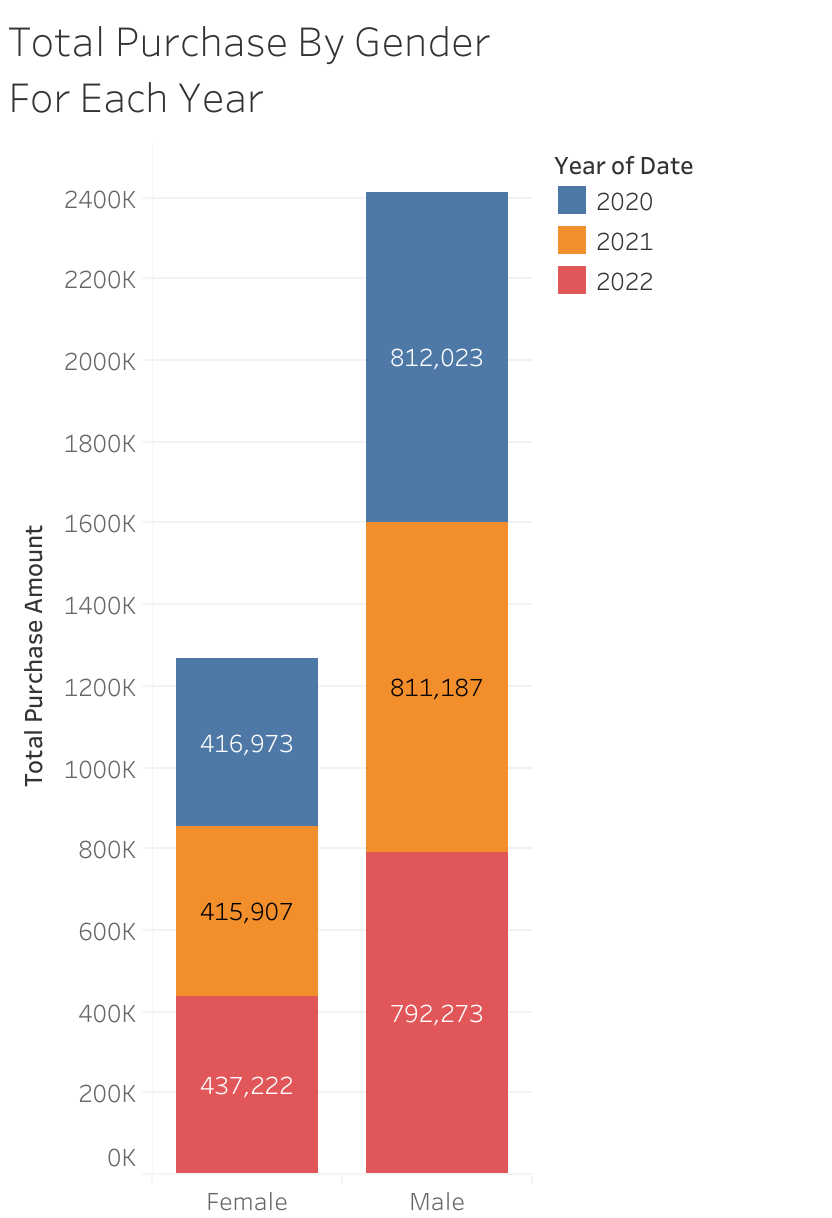 Total Purchase By Gender
For Each Year
Year of Date
2020
2021
2022
Total Purchase Amount
2400K
2200K
2000K
1800K
1600K
1400K
1200K
1000K
800K
600K
400K
200K
0K
416,973
415,907
437,222
812,023
811,187
792,273
Female
Male